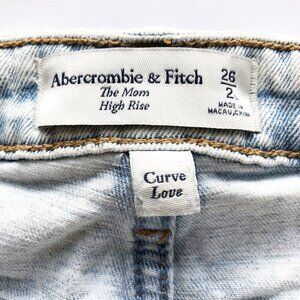 Abercrombie & Fitch
The Mom
High Rise
26
2
MADE IN
MACAU, CHINA
Curve
Love